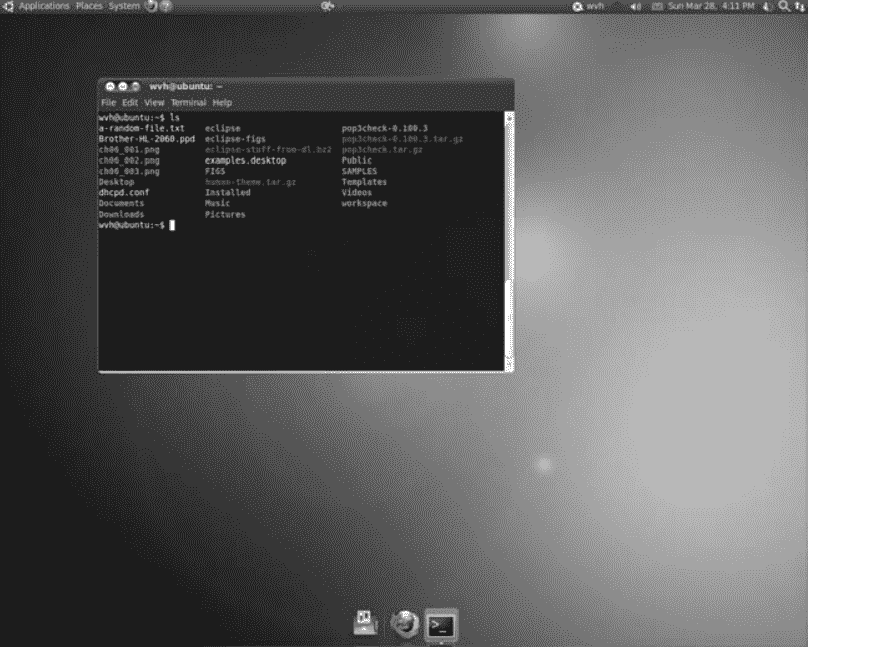 Applications Places System
wvh
Sun Mar 28, 4:11 PM
wvh@ubuntu: ~
File Edit View Terminal Help
wvh@ubuntu:~$ ls
a-random-file.txt eclipse pop3check-0.100.3
Brother-HL-2060.ppd eclipse-figs pop3check-0.100.3.tar.gz
ch06_001.png eclipse-stuff-from-dl.bz2 pop3check.tar.gz
ch06_002.png examples.desktop Public
ch06_003.png FIGS SAMPLES
Desktop human-theme.tar.gz Templates
dhcpd.conf Installed Videos
Documents Music workspace
Downloads Pictures
wvh@ubuntu:~$